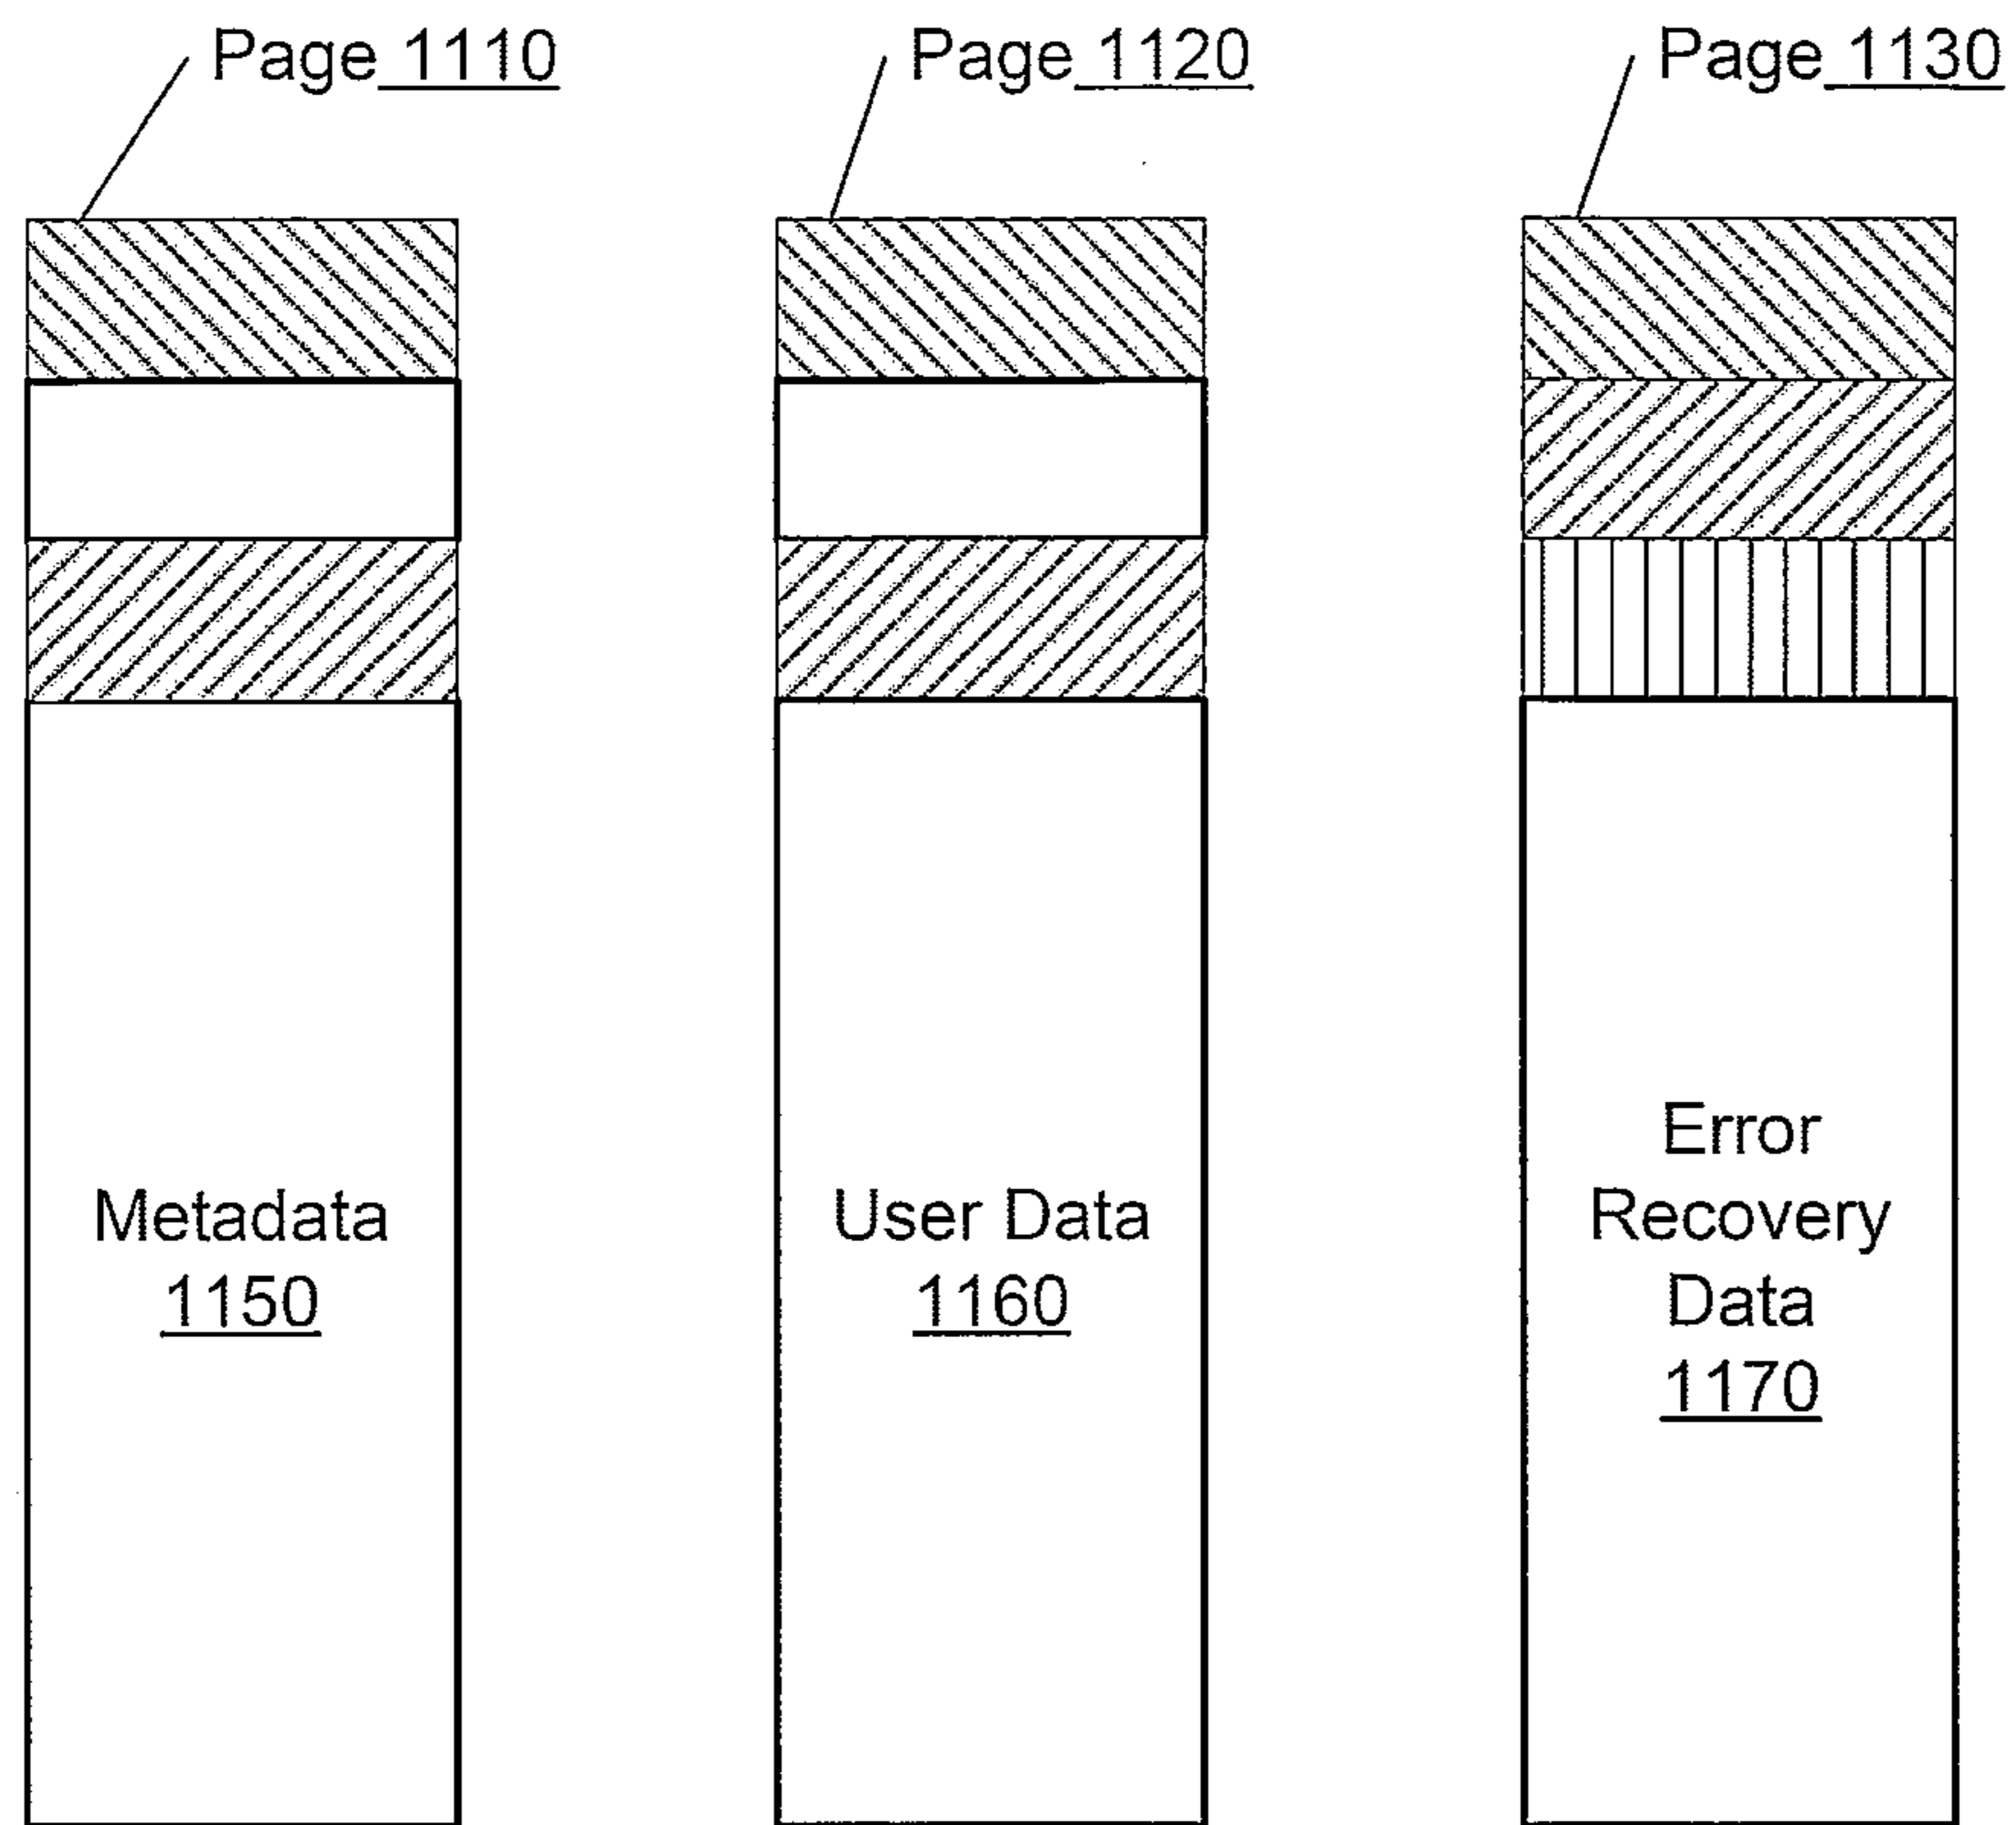 Page 1110
Page 1120
Page 1130
Metadata
1150
User Data
1160
Error
Recovery
Data
1170